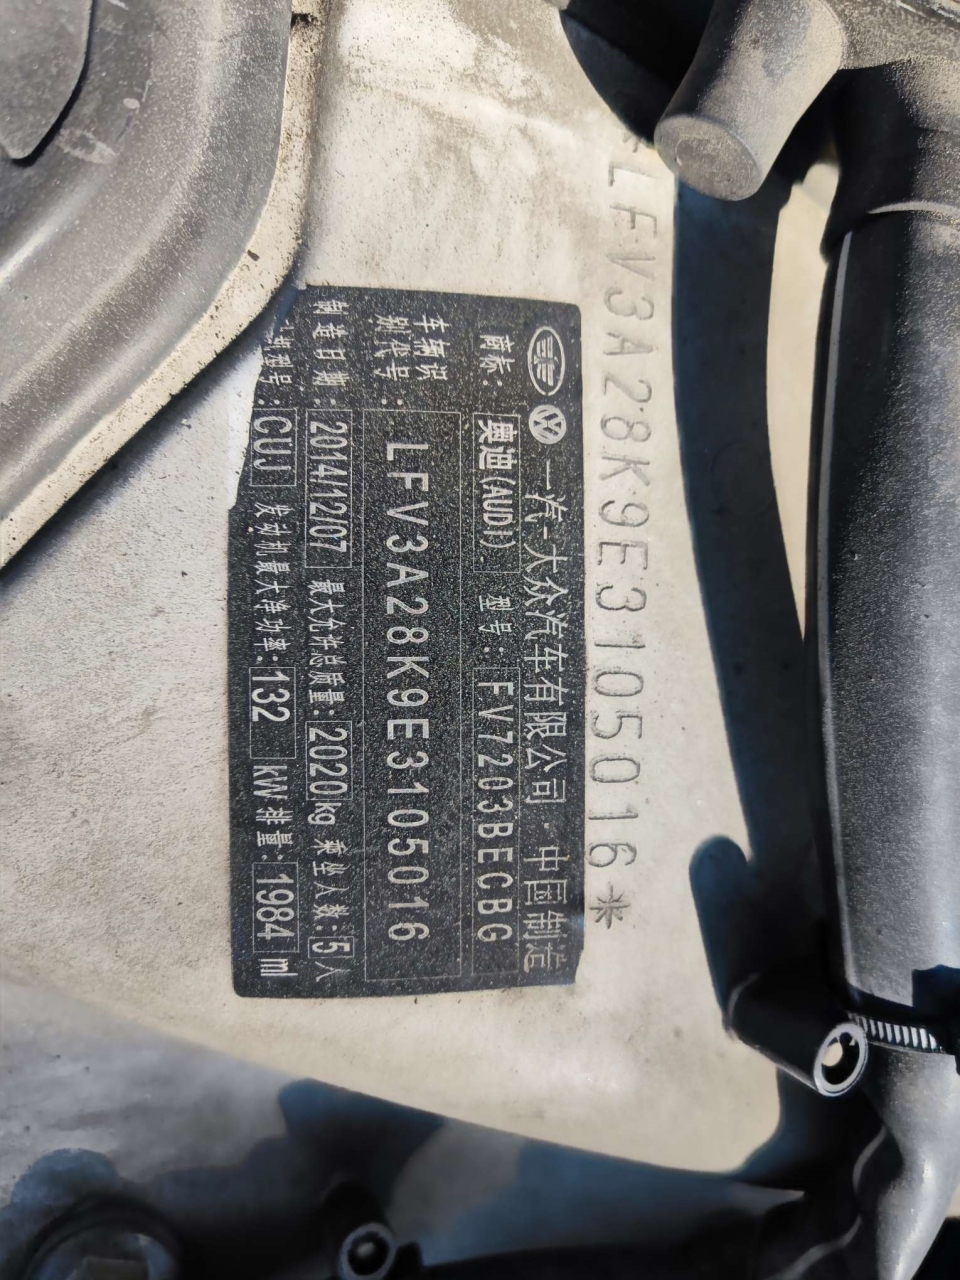 *LFV3A28K9E3105016*
一汽-大众汽车有限公司·中国制造
商标: 奥迪(AUDI) 型号: FV7203BECBG
车辆识别代号: LFV3A28K9E3105016
制造日期: 2014/12/07 最大允许总质量: 2020kg 乘坐人数: 5人
型号: CUJ 发动机最大净功率: 132 kW 排量: 1984 ml